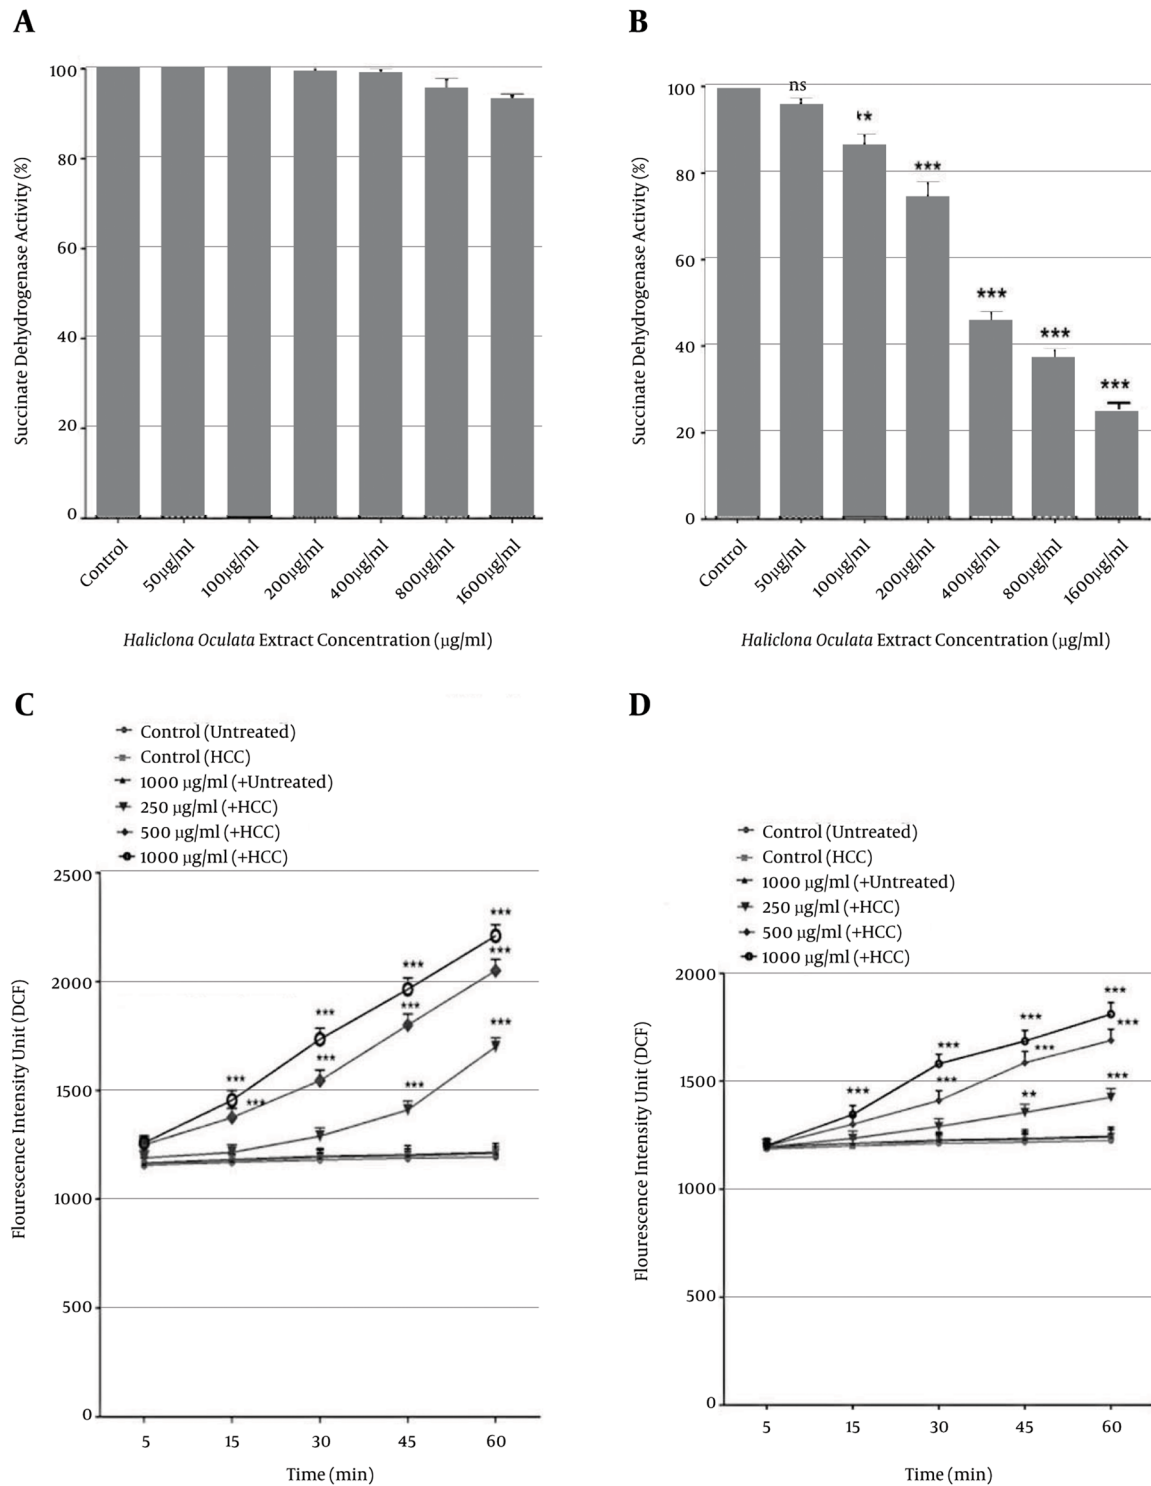 A
100
80
60
40
20
0
Succinate Dehydrogenase Activity (%)
Control
50µg/ml
100µg/ml
200µg/ml
400µg/ml
800µg/ml
1600µg/ml
Haliclona Oculata Extract Concentration (µg/ml)
B
100
80
60
40
20
0
Succinate Dehydrogenase Activity (%)
ns
**
***
***
***
***
Control
50µg/ml
100µg/ml
200µg/ml
400µg/ml
800µg/ml
1600µg/ml
Haliclona Oculata Extract Concentration (µg/ml)
C
Control (Untreated)
Control (HCC)
1000 µg/ml (+Untreated)
250 µg/ml (+HCC)
500 µg/ml (+HCC)
1000 µg/ml (+HCC)
2500
2000
1500
1000
500
0
Flourescence Intensity Unit (DCF)
***
***
***
***
***
***
***
***
***
***
5 15 30 45 60
Time (min)
D
Control (Untreated)
Control (HCC)
1000 µg/ml (+Untreated)
250 µg/ml (+HCC)
500 µg/ml (+HCC)
1000 µg/ml (+HCC)
2000
1500
1000
500
0
Flourescence Intensity Unit (DCF)
***
***
***
***
***
**
***
***
***
5 15 30 45 60
Time (min)